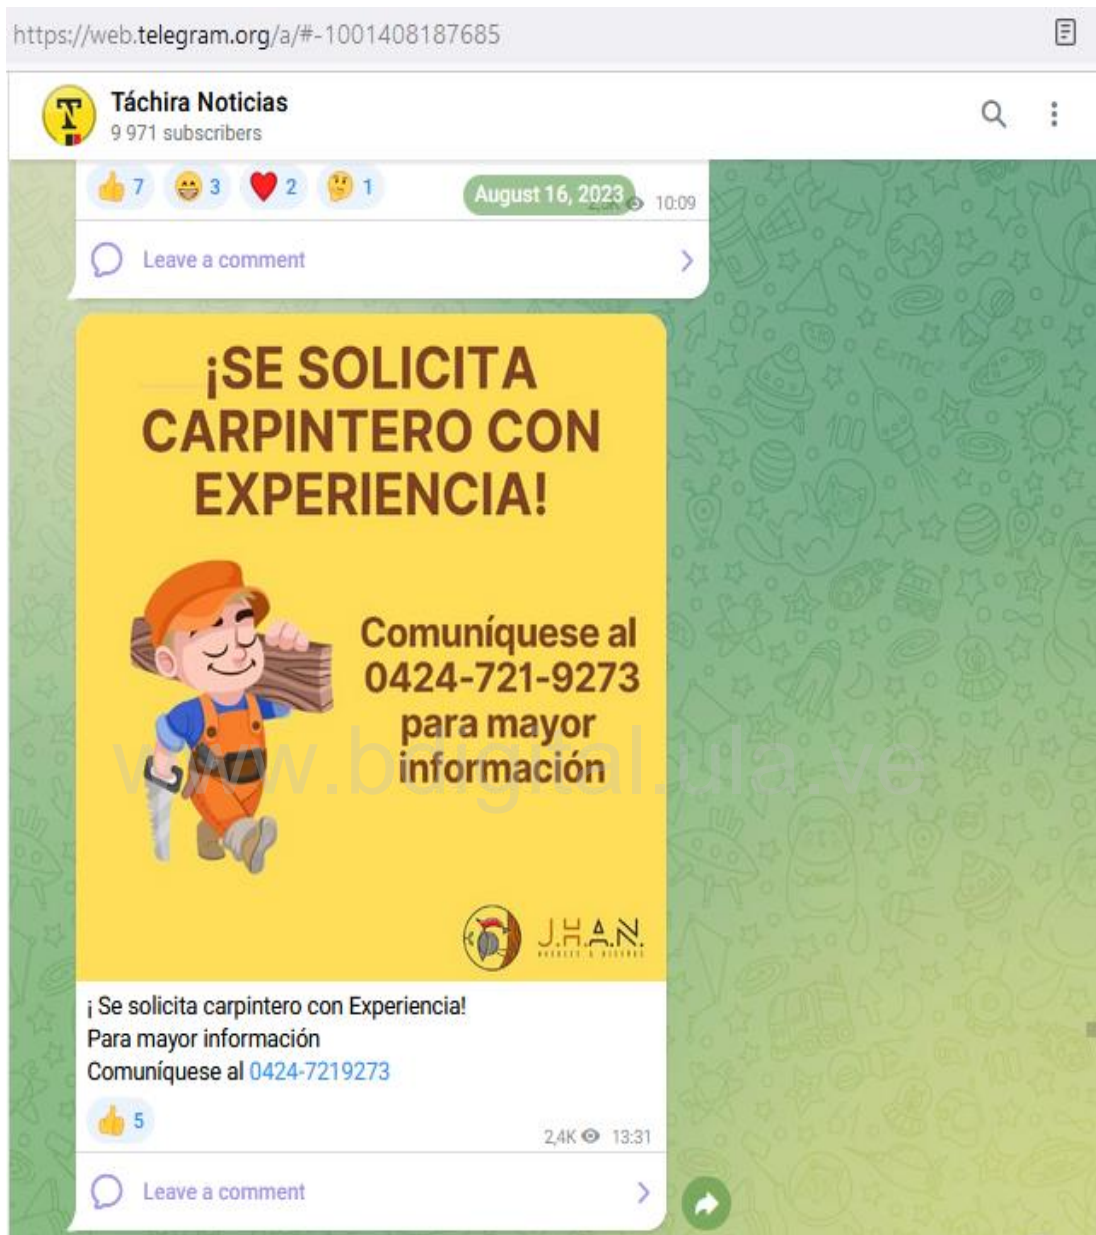 https://web.telegram.org/a/#-1001408187685
Táchira Noticias
9 971 subscribers
👍 7 😁 3 ❤️ 2 🤔 1
August 16, 2023
10:09
Leave a comment
¡SE SOLICITA
CARPINTERO CON
EXPERIENCIA!
Comuníquese al
0424-721-9273
para mayor
información
www.bdigital.ula.ve
J.H.A.N.
¡ Se solicita carpintero con Experiencia!
Para mayor información
Comuníquese al 0424-7219273
👍 5
2,4K 13:31
Leave a comment